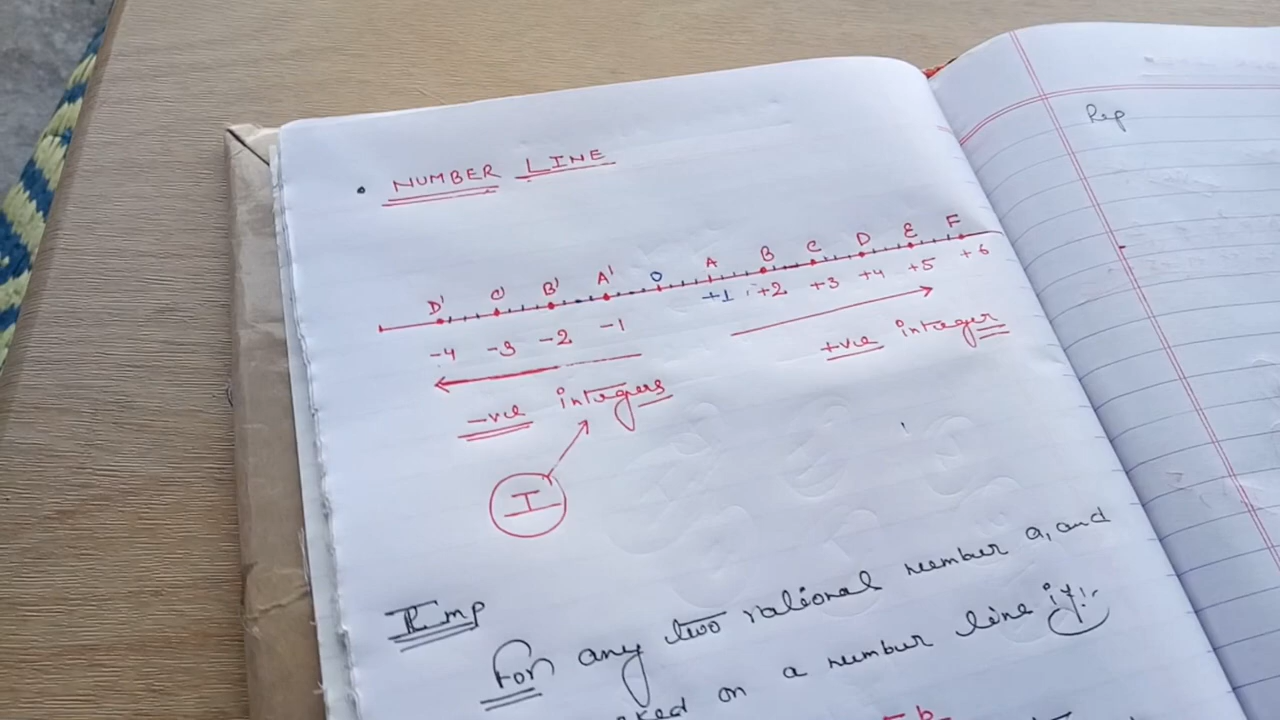 • NUMBER LINE
D' C' B' A' O A B C D E F
-4 -3 -2 -1 +1 +2 +3 +4 +5 +6
-ve integers +ve integer
I
Imp
For any two rational number a, and
on a number line if:-
b
Rep